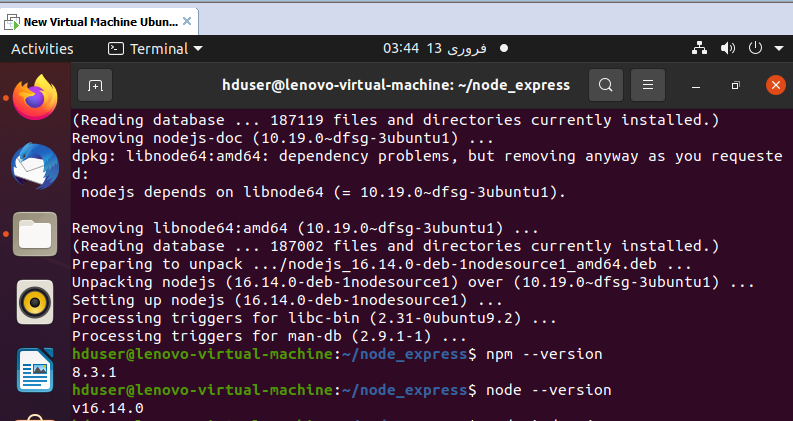 New Virtual Machine Ubun...
Activities
Terminal
03:44 13 فروری
hduser@lenovo-virtual-machine: ~/node_express
(Reading database ... 187119 files and directories currently installed.)
Removing nodejs-doc (10.19.0~dfsg-3ubuntu1) ...
dpkg: libnode64:amd64: dependency problems, but removing anyway as you requeste
d:
nodejs depends on libnode64 (= 10.19.0~dfsg-3ubuntu1).
Removing libnode64:amd64 (10.19.0~dfsg-3ubuntu1) ...
(Reading database ... 187002 files and directories currently installed.)
Preparing to unpack .../nodejs_16.14.0-deb-1nodesource1_amd64.deb ...
Unpacking nodejs (16.14.0-deb-1nodesource1) over (10.19.0~dfsg-3ubuntu1) ...
Setting up nodejs (16.14.0-deb-1nodesource1) ...
Processing triggers for libc-bin (2.31-0ubuntu9.2) ...
Processing triggers for man-db (2.9.1-1) ...
hduser@lenovo-virtual-machine:~/node_express$ npm --version
8.3.1
hduser@lenovo-virtual-machine:~/node_express$ node --version
v16.14.0